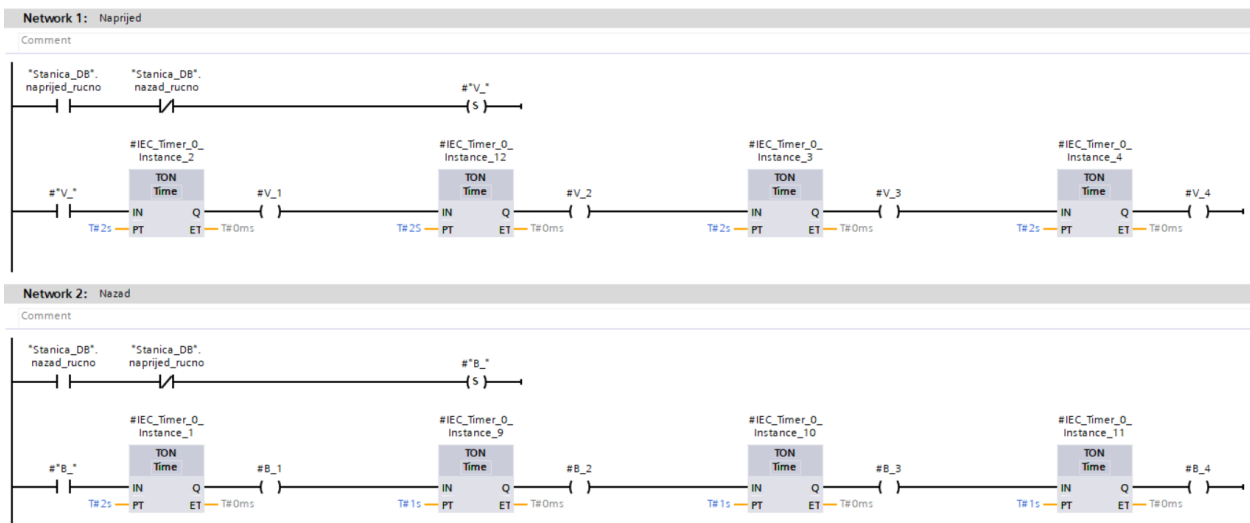 Network 1: Naprijed
Comment
"Stanica_DB". "Stanica_DB".
naprijed_rucno nazad_rucno #"V_"
( S )
#IEC_Timer_0_ #IEC_Timer_0_ #IEC_Timer_0_ #IEC_Timer_0_
Instance_2 Instance_12 Instance_3 Instance_4
TON TON TON TON
#"V_" Time #V_1 Time #V_2 Time #V_3 Time #V_4
IN Q IN Q IN Q IN Q
T#2s PT ET T#0ms T#2S PT ET T#0ms T#2s PT ET T#0ms T#2s PT ET T#0ms
Network 2: Nazad
Comment
"Stanica_DB". "Stanica_DB".
nazad_rucno naprijed_rucno #"B_"
( S )
#IEC_Timer_0_ #IEC_Timer_0_ #IEC_Timer_0_ #IEC_Timer_0_
Instance_1 Instance_9 Instance_10 Instance_11
TON TON TON TON
#"B_" Time #B_1 Time #B_2 Time #B_3 Time #B_4
IN Q IN Q IN Q IN Q
T#2s PT ET T#0ms T#1s PT ET T#0ms T#1s PT ET T#0ms T#1s PT ET T#0ms